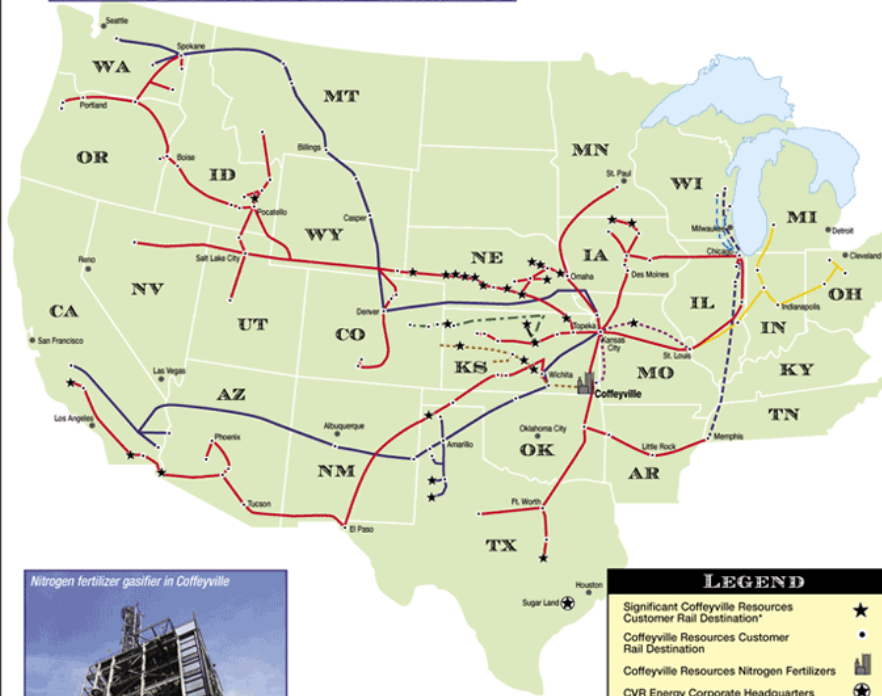 Seattle
Spokane
WA
MT
Portland
OR
Boise
ID
Billings
MN
St. Paul
WI
MI
Pocatello
Casper
WY
Milwaukee
Detroit
Reno
Salt Lake City
NE
IA
Omaha
Des Moines
Chicago
Cleveland
NV
CA
UT
Denver
CO
IL
IN
OH
Indianapolis
San Francisco
Topeka
Kansas
City
St. Louis
KS
MO
KY
Las Vegas
Wichita
Coffeyville
AZ
TN
Los Angeles
Albuquerque
Amarillo
Oklahoma City
OK
Little Rock
Memphis
Phoenix
NM
AR
Tucson
El Paso
Ft. Worth
TX
Houston
Sugar Land
Nitrogen fertilizer gasifier in Coffeyville
LEGEND
Significant Coffeyville Resources
Customer Rail Destination*
Coffeyville Resources Customer
Rail Destination
Coffeyville Resources Nitrogen Fertilizers
CVR Energy Corporate Headquarters